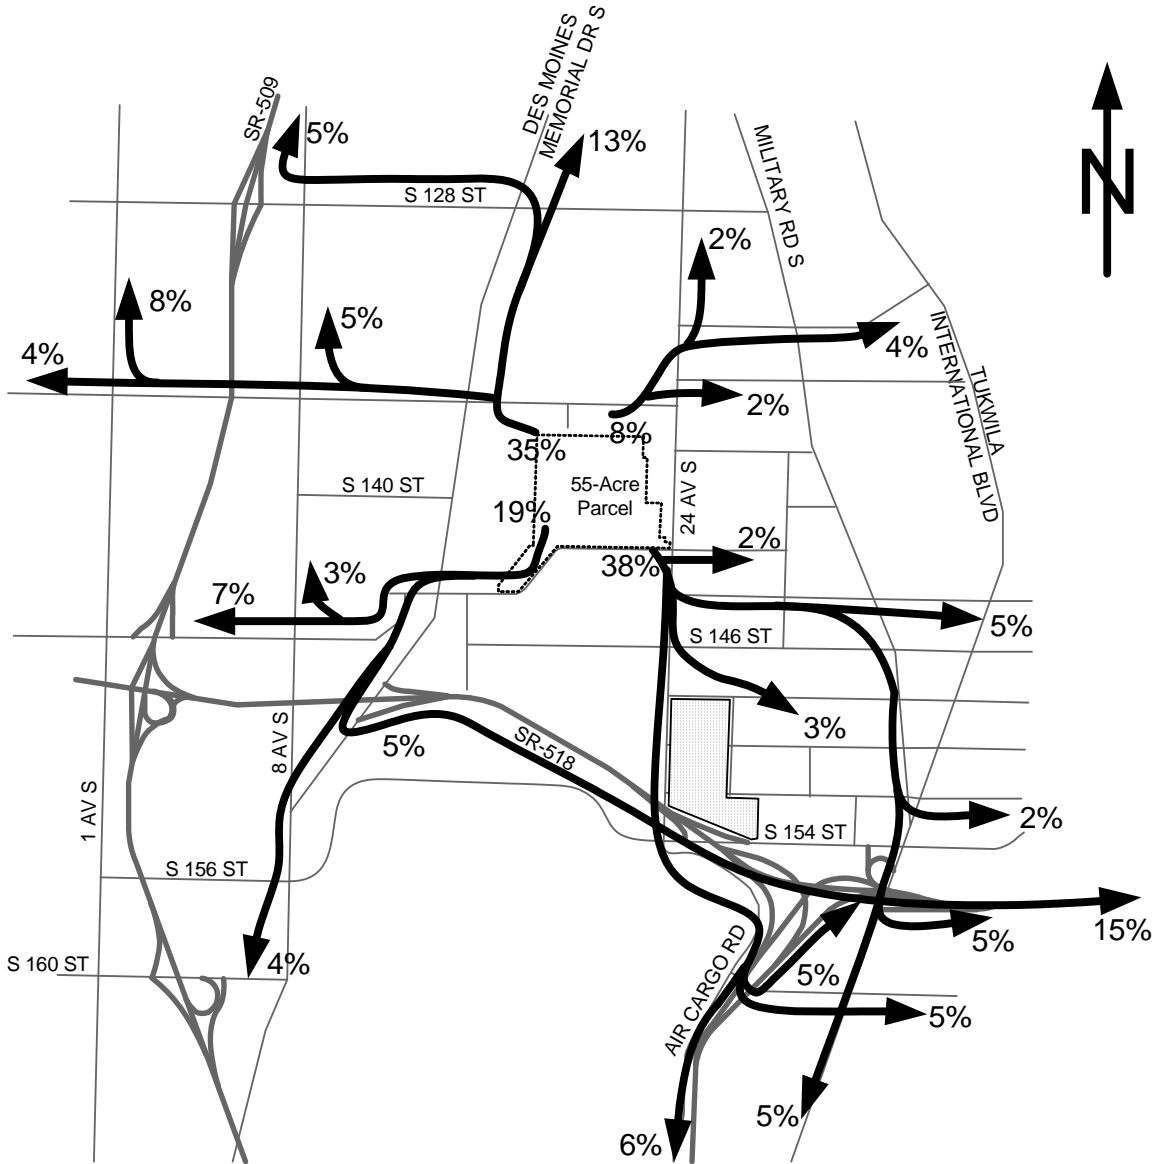 DES MOINES
MEMORIAL DR S
SR-509
5%
13%
N
S 128 ST
MILITARY RD S
2%
8%
5%
4%
4%
TUKWILA
INTERNATIONAL BLVD
2%
8%
35%
S 140 ST
55-Acre
Parcel
24 AV S
19%
2%
38%
3%
7%
5%
S 146 ST
3%
8 AV S
5%
SR-518
1 AV S
2%
S 154 ST
S 156 ST
15%
5%
AIR CARGO RD
S 160 ST
4%
5%
5%
5%
6%